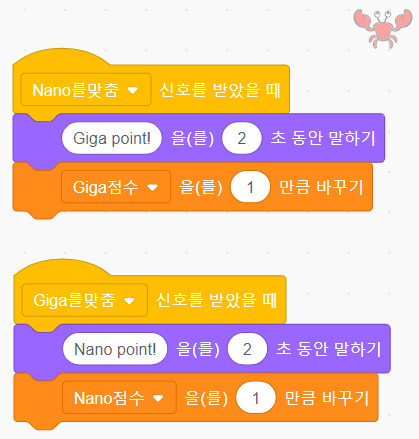 Nano를맞춤 신호를 받았을 때
Giga point! 을(를) 2 초 동안 말하기
Giga점수 을(를) 1 만큼 바꾸기
Giga를맞춤 신호를 받았을 때
Nano point! 을(를) 2 초 동안 말하기
Nano점수 을(를) 1 만큼 바꾸기